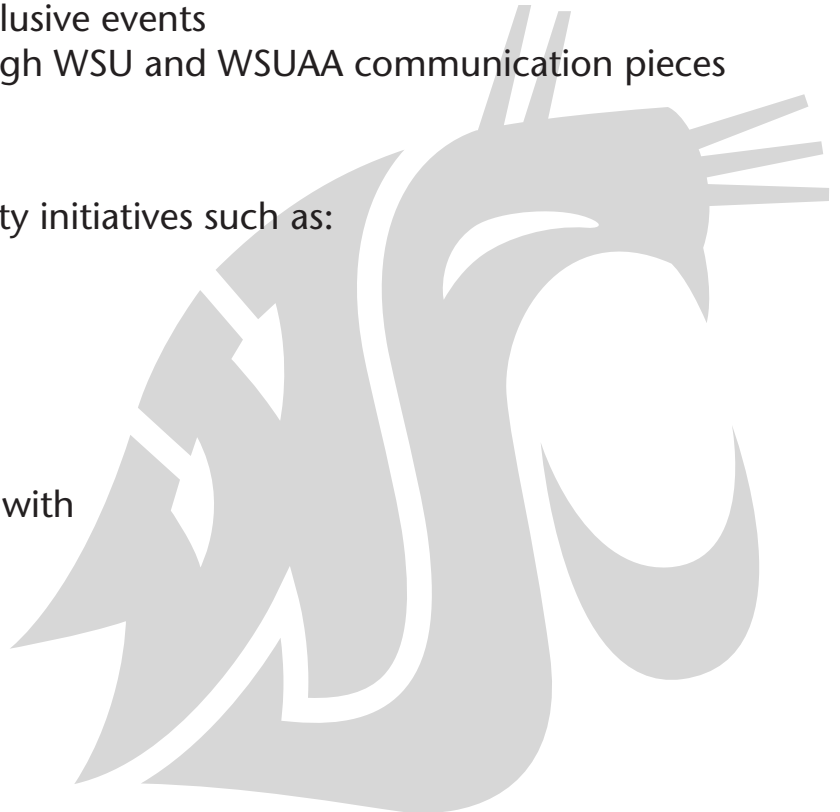 lusive events
gh WSU and WSUAA communication pieces
ty initiatives such as:
with